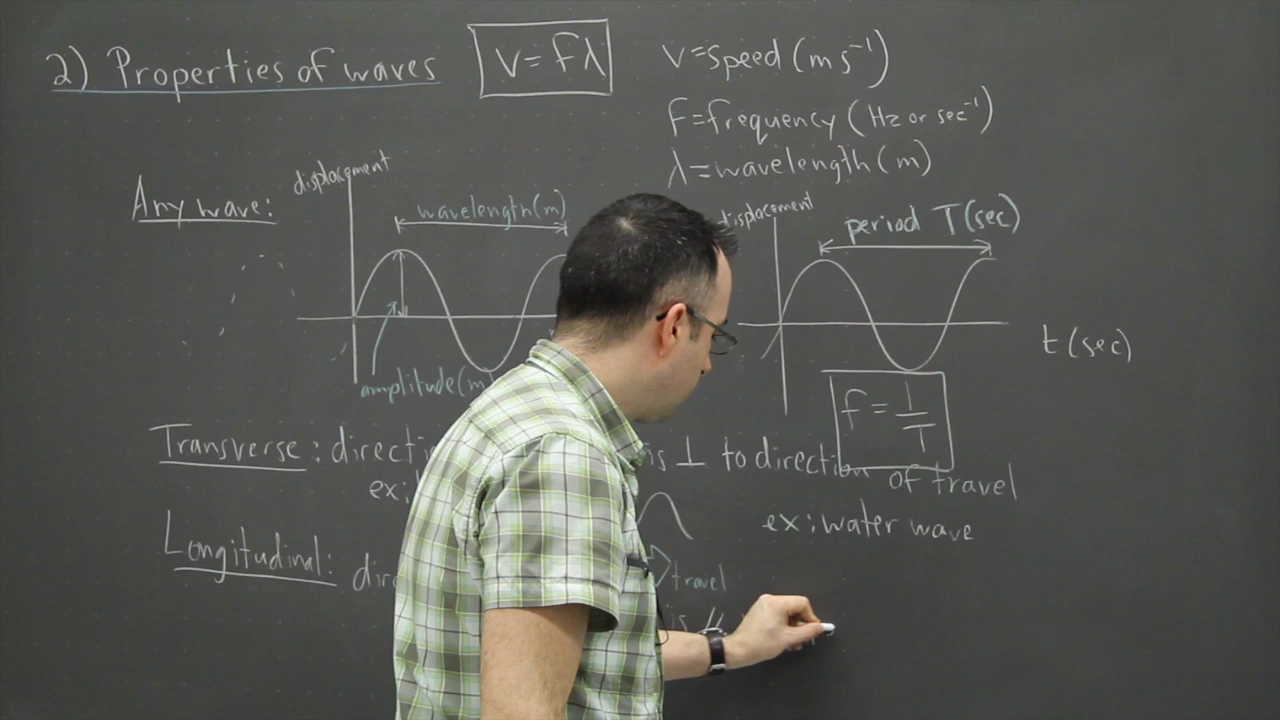 2) Properties of waves
v = fλ
v = speed (m s⁻¹)
f = frequency (Hz or sec⁻¹)
λ = wavelength (m)
Any wave:
displacement
wavelength (m)
amplitude (m
displacement
period T (sec)
t (sec)
f = 1/T
Transverse: directi is ⊥ to direction
of travel
ex: ex: water wave
Longitudinal: dire travel
is //